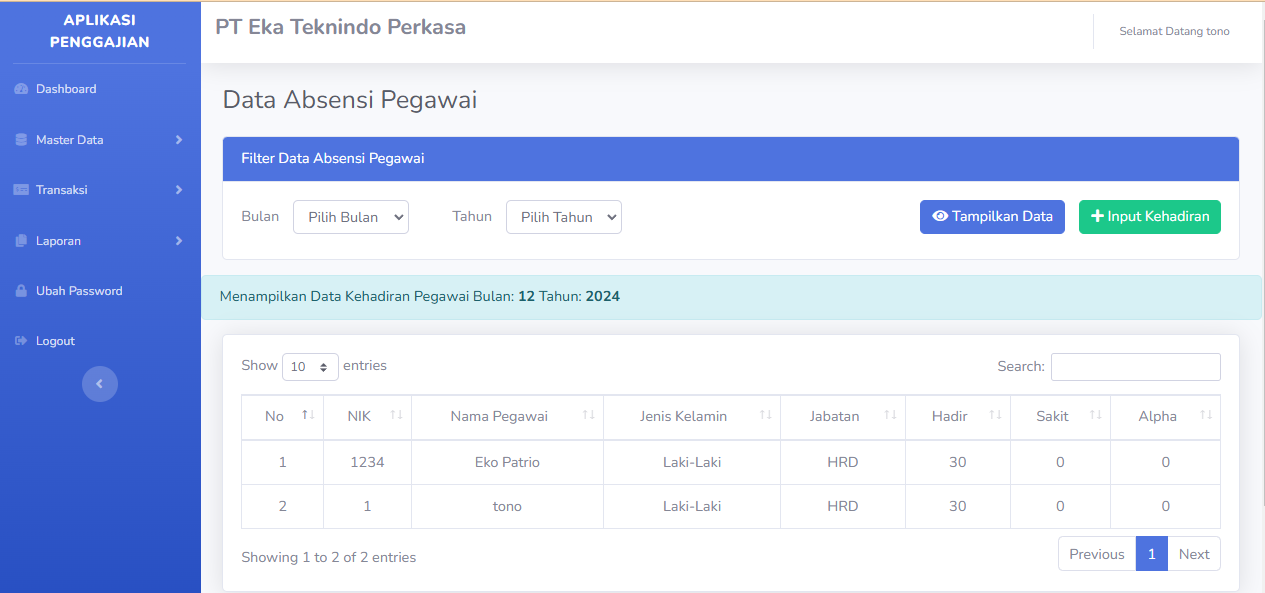 APLIKASI
PENGGAJIAN
Dashboard
Master Data
Transaksi
Laporan
Ubah Password
Logout
PT Eka Teknindo Perkasa
Selamat Datang tono
Data Absensi Pegawai
Filter Data Absensi Pegawai
Bulan Pilih Bulan Tahun Pilih Tahun Tampilkan Data Input Kehadiran
Menampilkan Data Kehadiran Pegawai Bulan: 12 Tahun: 2024
Show 10 entries Search:
No NIK Nama Pegawai Jenis Kelamin Jabatan Hadir Sakit Alpha
1 1234 Eko Patrio Laki-Laki HRD 30 0 0
2 1 tono Laki-Laki HRD 30 0 0
Showing 1 to 2 of 2 entries Previous 1 Next